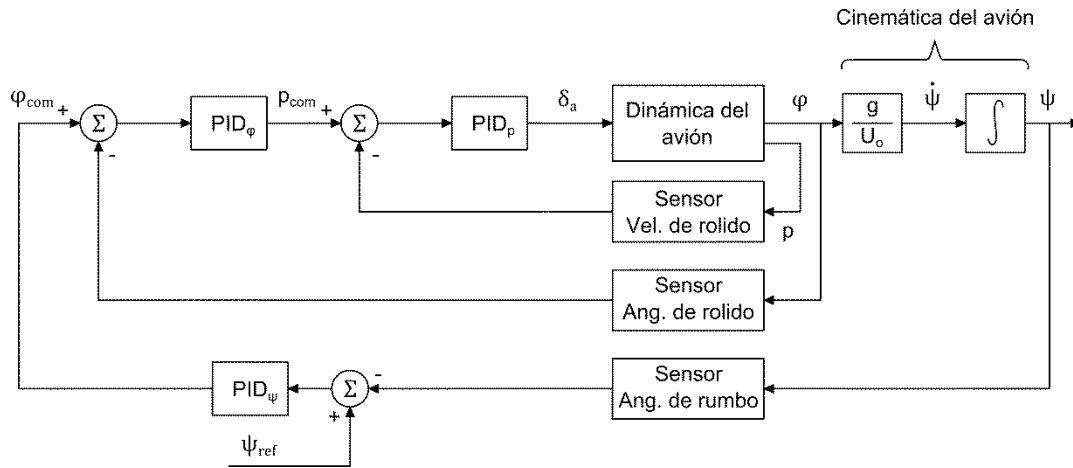 Cinemática del avión
φcom + Σ - PIDφ pcom + Σ - PIDp δa
Dinámica del
avión
φ
g
Uo
ψ̇
∫
ψ
Sensor
Vel. de rolido
p
Sensor
Ang. de rolido
Sensor
Ang. de rumbo
PIDψ
Σ
-
+
ψref